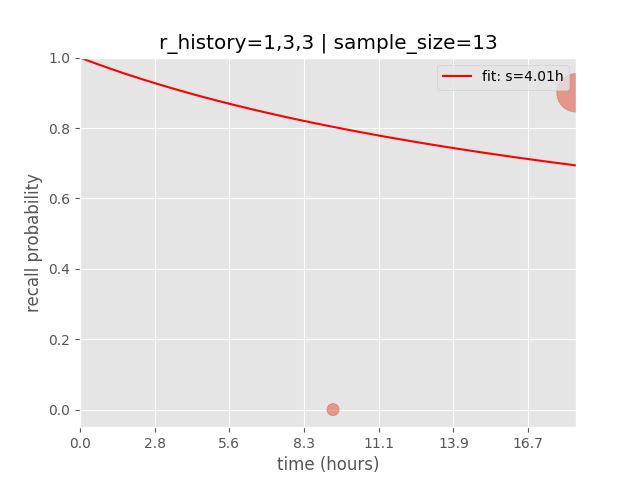 r_history=1,3,3 | sample_size=13
fit: s=4.01h
recall probability
1.0
0.8
0.6
0.4
0.2
0.0
0.0 2.8 5.6 8.3 11.1 13.9 16.7
time (hours)